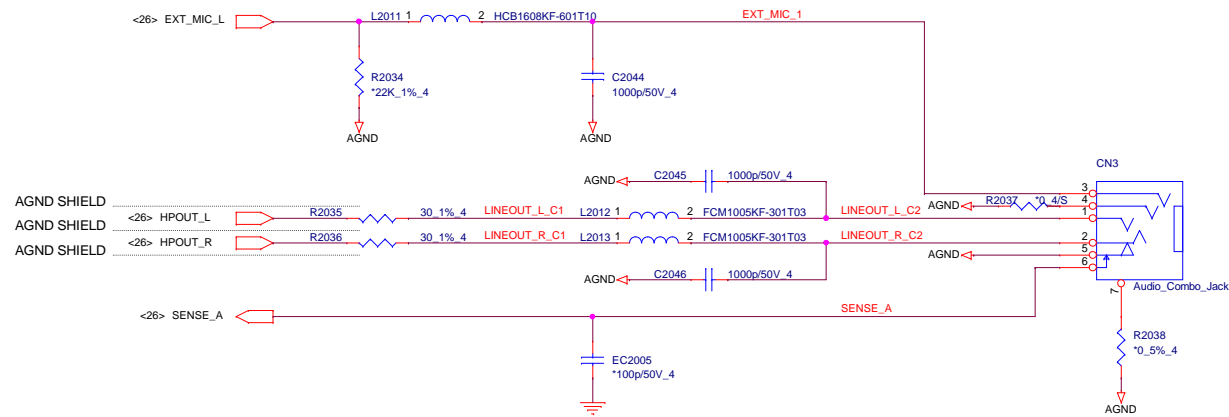 <26> EXT_MIC_L
L2011 1 2 HCB1608KF-601T10
EXT_MIC_1
R2034
*22K_1%_4
AGND
C2044
1000p/50V_4
AGND
CN3
AGND C2045 1000p/50V_4
3
AGND SHIELD
AGND R2037 *0_4/S 4
<26> HPOUT_L R2035 30_1%_4 LINEOUT_L_C1 L2012 1 2 FCM1005KF-301T03 LINEOUT_L_C2 1
AGND SHIELD
<26> HPOUT_R R2036 30_1%_4 LINEOUT_R_C1 L2013 1 2 FCM1005KF-301T03 LINEOUT_R_C2 2
AGND SHIELD
AGND 5
6
AGND C2046 1000p/50V_4
7
Audio_Combo_Jack
<26> SENSE_A
SENSE_A
R2038
*0_5%_4
EC2005
*100p/50V_4
AGND